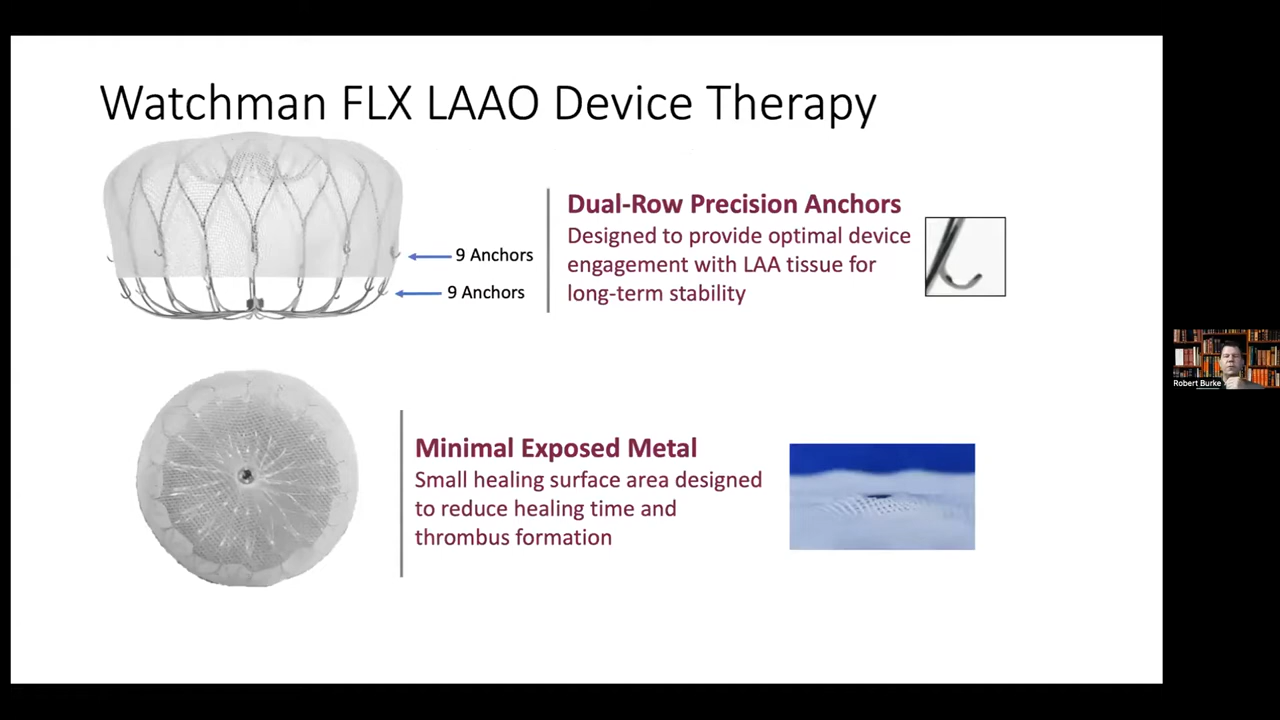 Watchman FLX LAAO Device Therapy
Dual-Row Precision Anchors
Designed to provide optimal device
engagement with LAA tissue for
long-term stability
9 Anchors
9 Anchors
Minimal Exposed Metal
Small healing surface area designed
to reduce healing time and
thrombus formation
Robert Burke